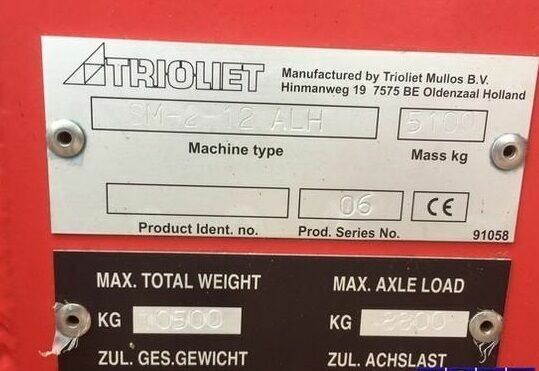 TRIOLIET
Manufactured by Trioliet Mullos B.V.
Hinmanweg 19 7575 BE Oldenzaal Holland
SM-2-12 ALH 5100
Machine type Mass kg
06 CE
Product Ident. no. Prod. Series No. 91058
MAX. TOTAL WEIGHT MAX. AXLE LOAD
KG 10500 KG 8800
ZUL. GES.GEWICHT ZUL. ACHSLAST